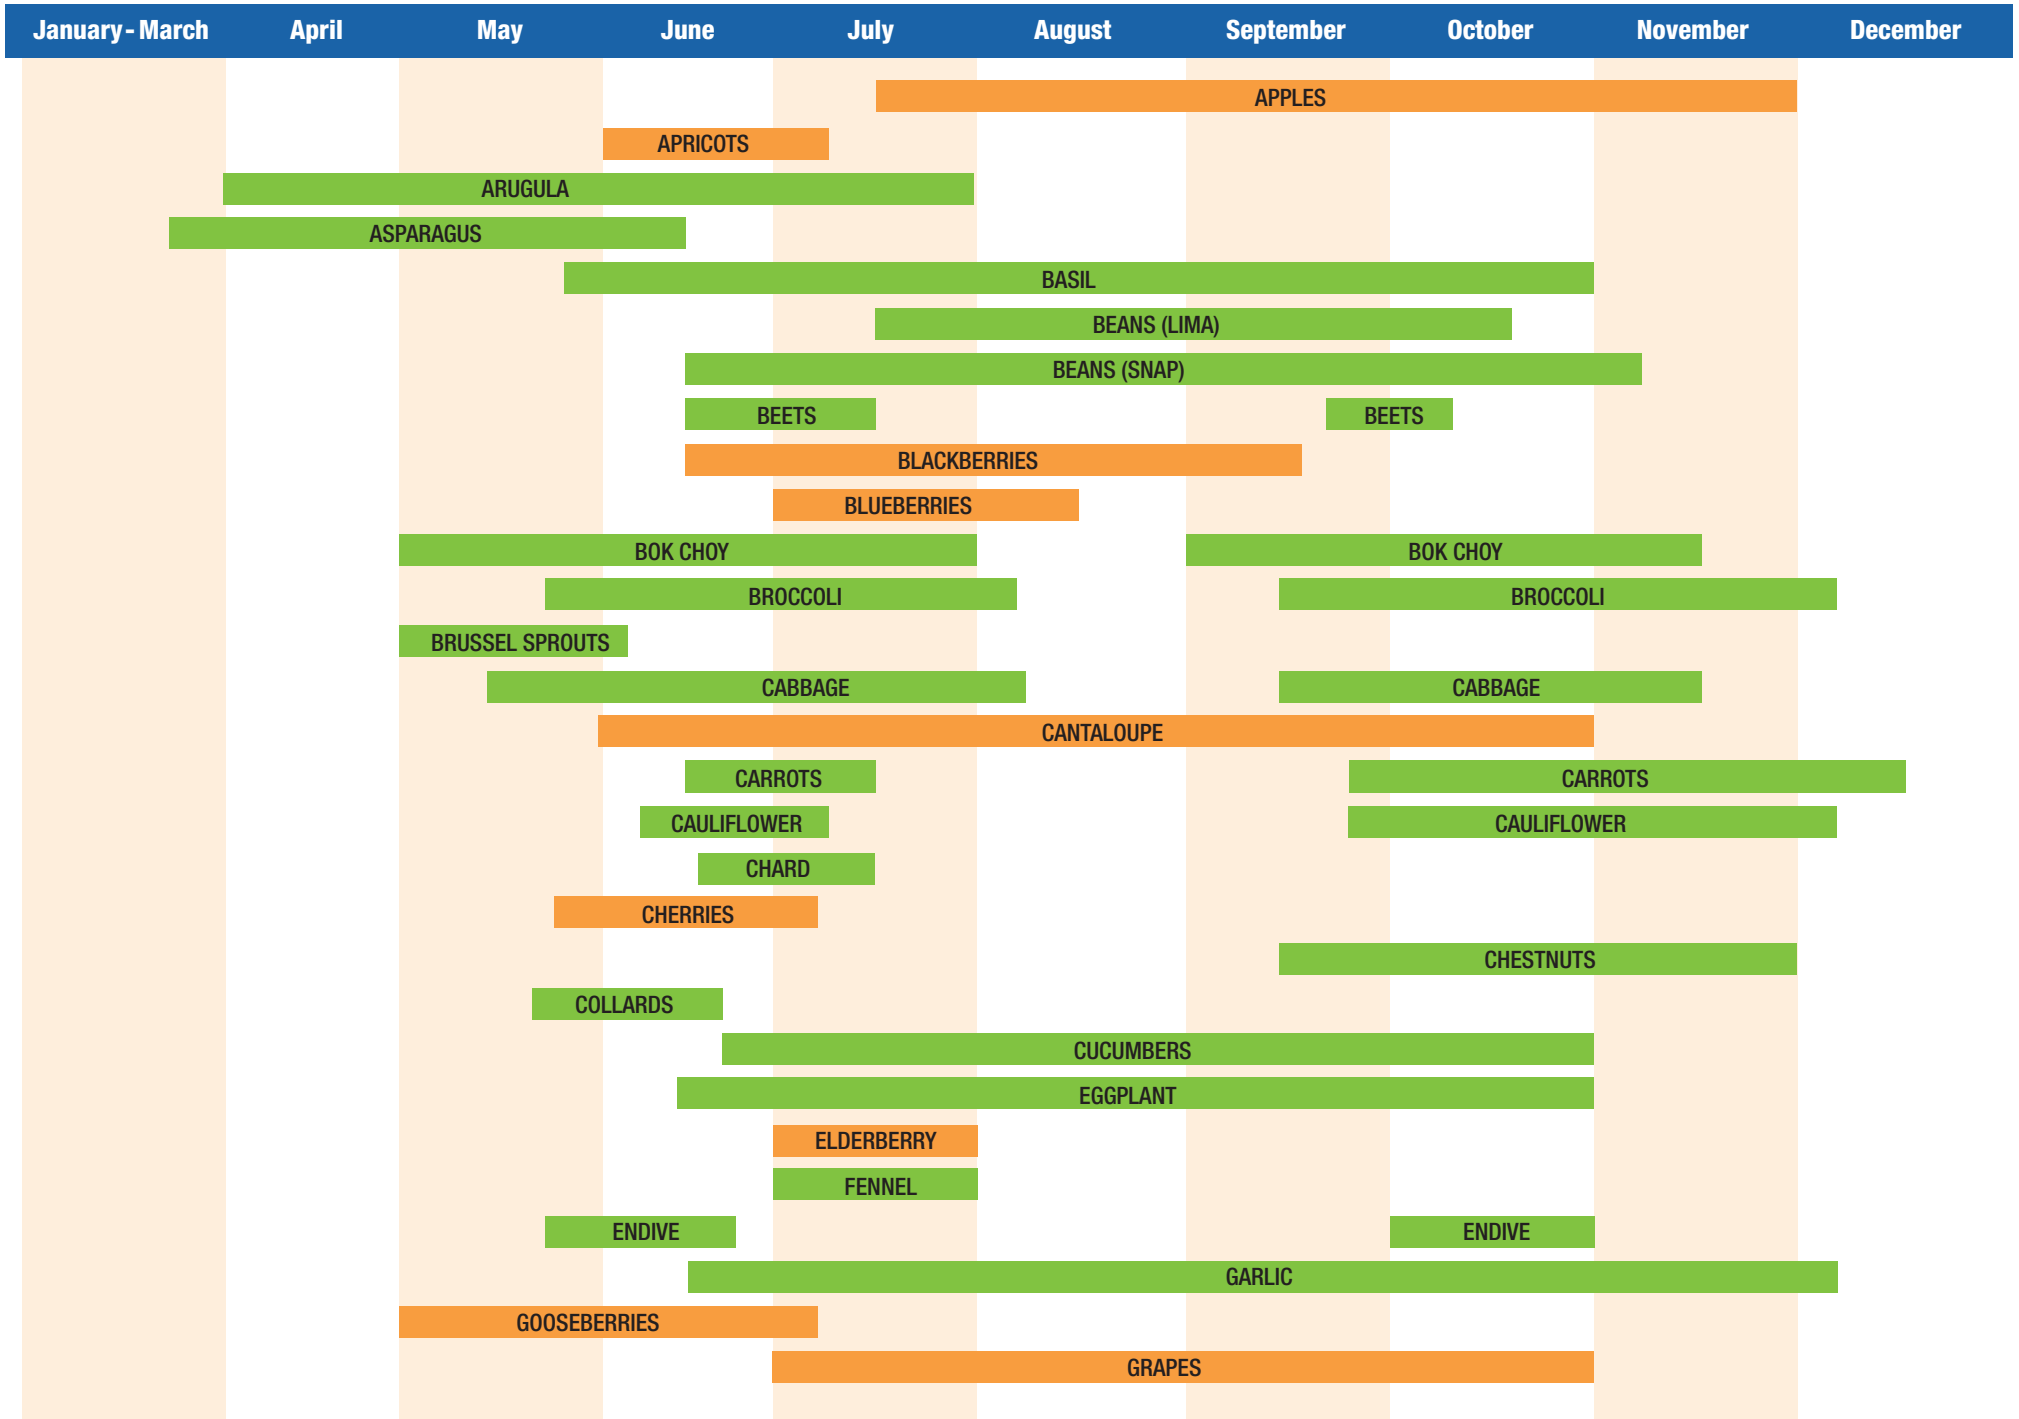 January - March April May June July August September October November December
APPLES
APRICOTS
ARUGULA
ASPARAGUS
BASIL
BEANS (LIMA)
BEANS (SNAP)
BEETS BEETS
BLACKBERRIES
BLUEBERRIES
BOK CHOY BOK CHOY
BROCCOLI BROCCOLI
BRUSSEL SPROUTS
CABBAGE CABBAGE
CANTALOUPE
CARROTS CARROTS
CAULIFLOWER CAULIFLOWER
CHARD
CHERRIES
CHESTNUTS
COLLARDS
CUCUMBERS
EGGPLANT
ELDERBERRY
FENNEL
ENDIVE ENDIVE
GARLIC
GOOSEBERRIES
GRAPES